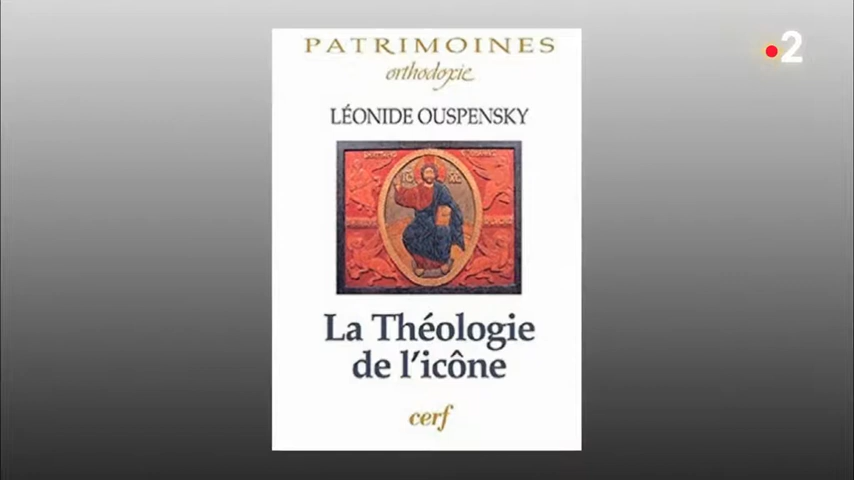 PATRIMOINES
orthodoxie
LÉONIDE OUSPENSKY
La Théologie
de l'icône
cerf
2